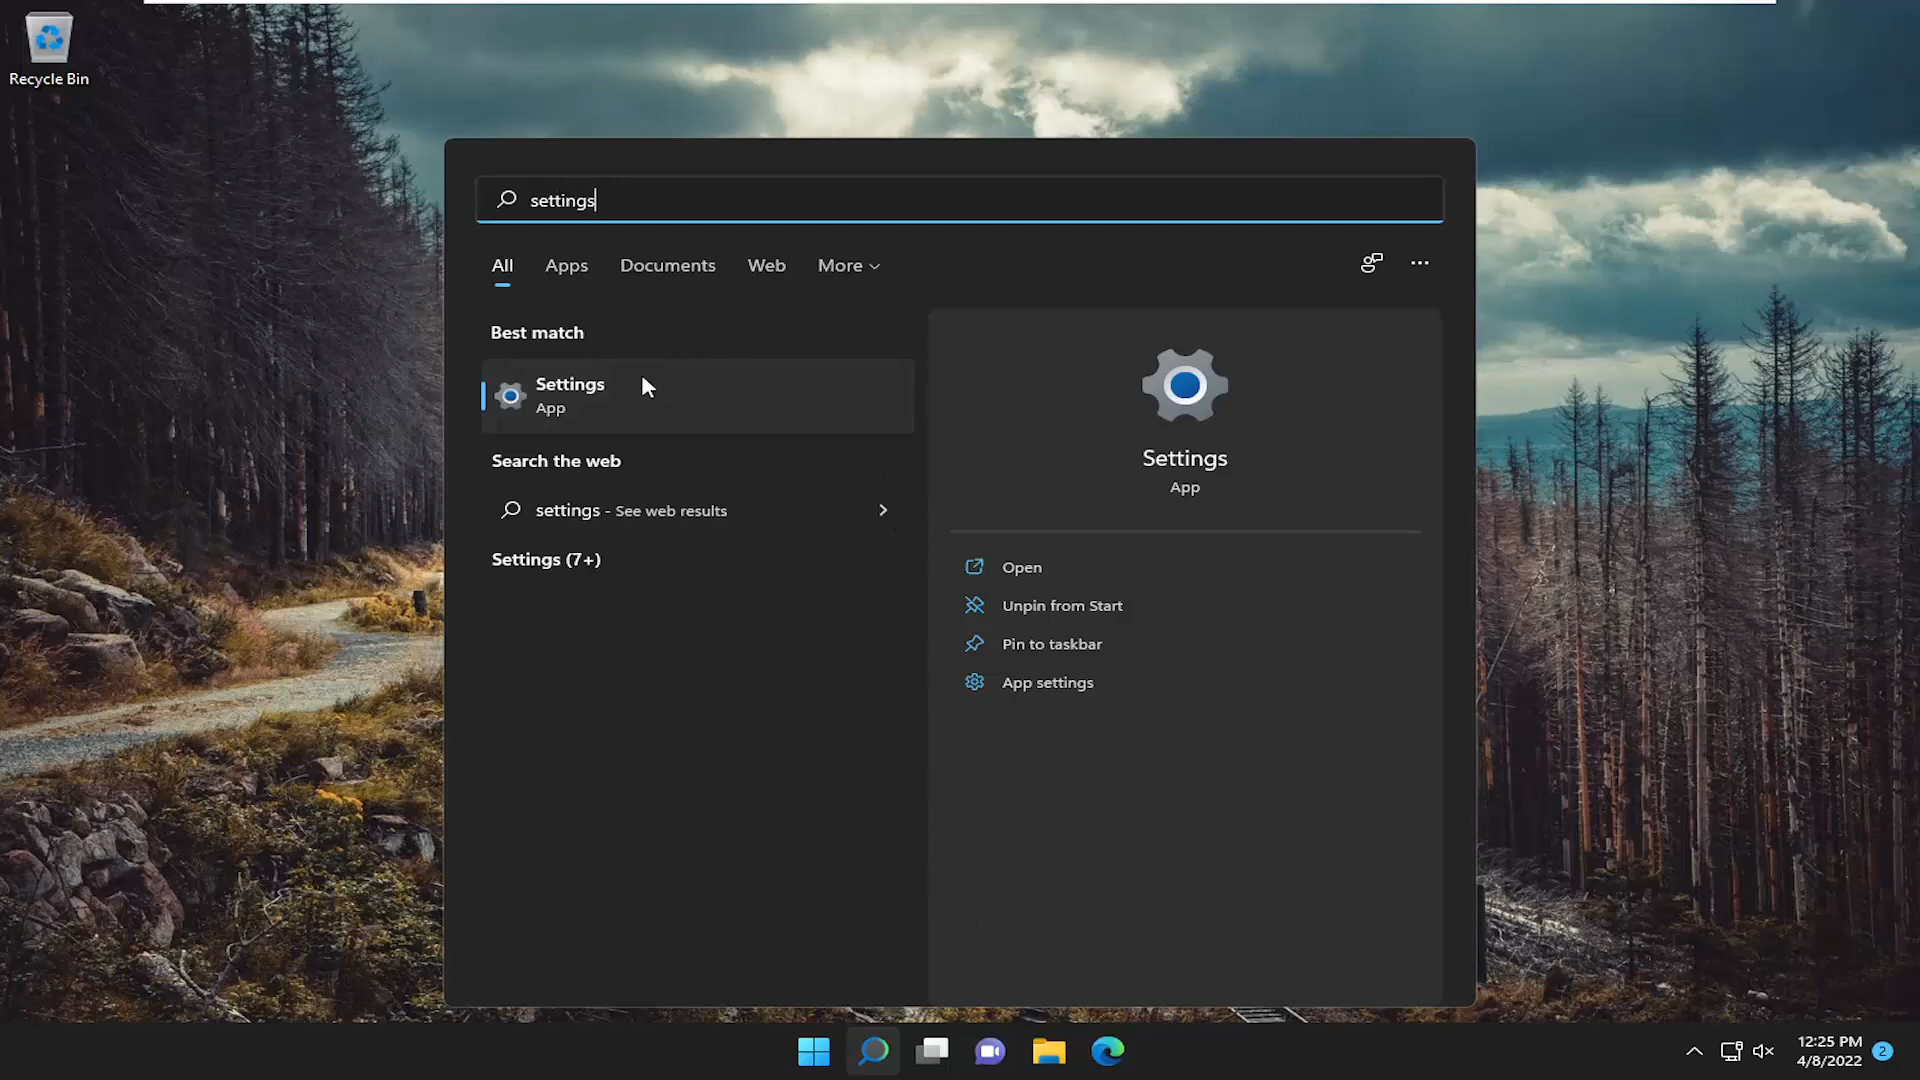 Recycle Bin
settings
All Apps Documents Web More
Best match
Settings
App
Search the web
settings - See web results
Settings (7+)
Settings
App
Open
Unpin from Start
Pin to taskbar
App settings
12:25 PM
4/8/2022
2